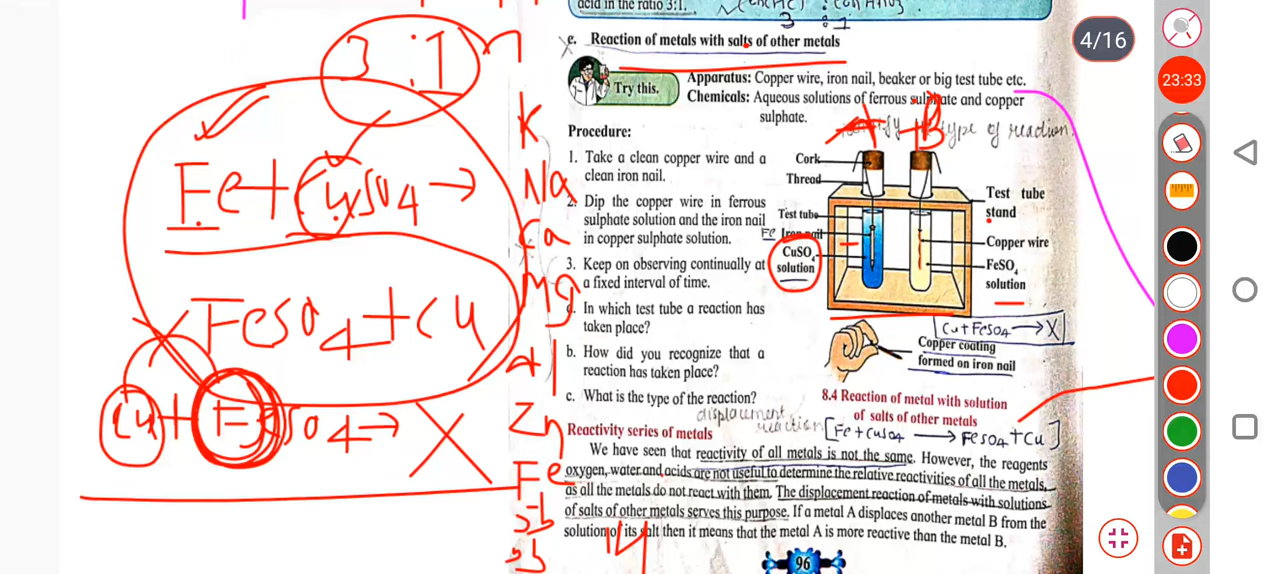 acid in the ratio 3:1.
3 : 1
3 : 1
e. Reaction of metals with salts of other metals
4/16
23:33
Try this.
Apparatus: Copper wire, iron nail, beaker or big test tube etc.
Chemicals: Aqueous solutions of ferrous sulphate and copper
sulphate.
A B
type of reaction.
Procedure:
1. Take a clean copper wire and a
clean iron nail.
2. Dip the copper wire in ferrous
sulphate solution and the iron nail
in copper sulphate solution.
3. Keep on observing continually at
a fixed interval of time.
In which test tube a reaction has
taken place?
b. How did you recognize that a
reaction has taken place?
c. What is the type of the reaction?
displacement
reaction
Cork
Thread
Test tube
Fe Iron nail
CuSO4
solution
Test tube
stand
Copper wire
FeSO4
solution
Cu + FeSO4 → X
Copper coating
formed on iron nail
8.4 Reaction of metal with solution
of salts of other metals
[Fe + CuSO4 → FeSO4 + Cu]
Reactivity series of metals
We have seen that reactivity of all metals is not the same. However, the reagents
oxygen, water and acids are not useful to determine the relative reactivities of all the metals,
as all the metals do not react with them. The displacement reaction of metals with solutions
of salts of other metals serves this purpose. If a metal A displaces another metal B from the
solution of its salt then it means that the metal A is more reactive than the metal B.
96
Fe + CuSO4 →
FeSO4 + Cu
Cu + FeSO4 → X
K
Na
Ca
Mg
Al
Zn
Fe